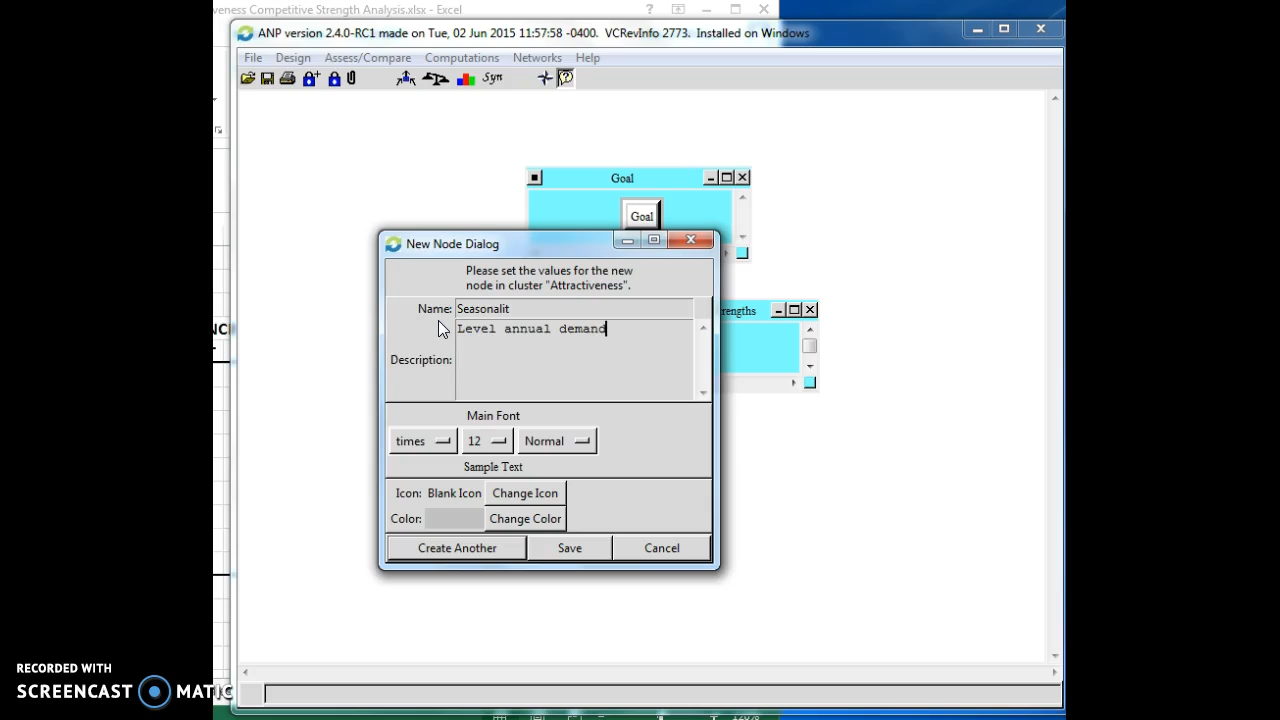 iveness Competitive Strength Analysis.xlsx - Excel
ANP version 2.4.0-RC1 made on Tue, 02 Jun 2015 11:57:58 -0400. VCRevInfo 2773. Installed on Windows
File Design Assess/Compare Computations Networks Help
Syn
Goal
Goal
New Node Dialog
Please set the values for the new
node in cluster "Attractiveness".
Name: Seasonalit
rengths
Level annual demand
Description:
Main Font
times 12 Normal
Sample Text
Icon: Blank Icon Change Icon
Color: Change Color
Create Another Save Cancel
RECORDED WITH
SCREENCAST MATIC